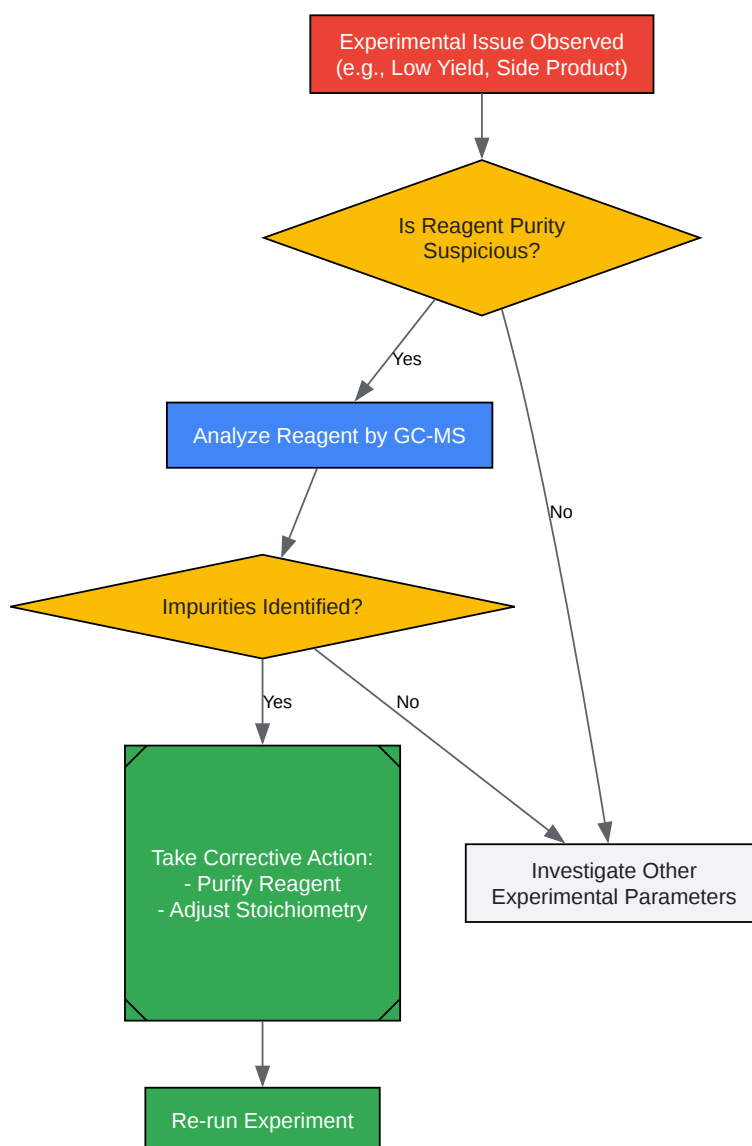 Experimental Issue Observed
(e.g., Low Yield, Side Product)
Is Reagent Purity
Suspicious?
Yes
Analyze Reagent by GC-MS
No
Impurities Identified?
Yes
No
Take Corrective Action:
- Purify Reagent
- Adjust Stoichiometry
Investigate Other
Experimental Parameters
Re-run Experiment